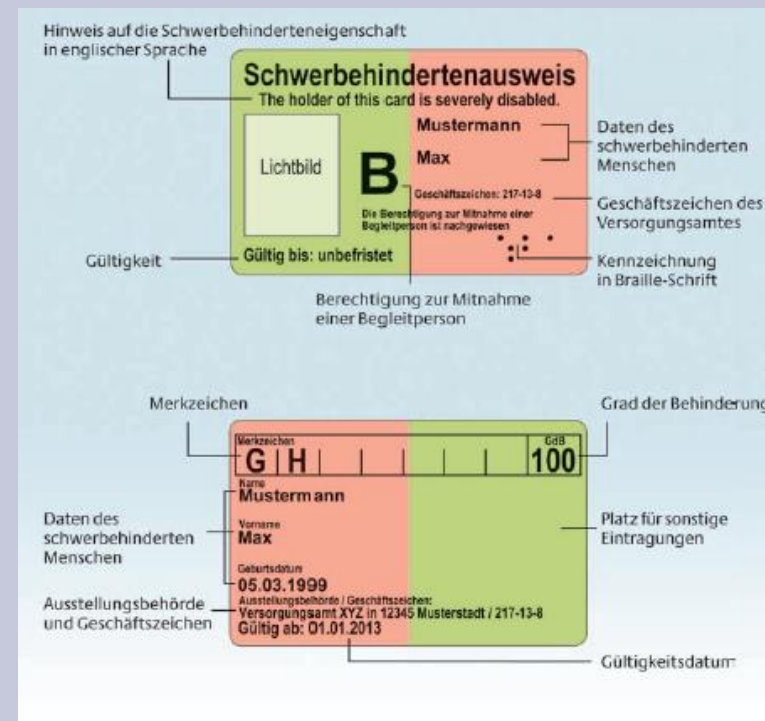 Hinweis auf die Schwerbehinderteneigenschaft
in englischer Sprache
Schwerbehindertenausweis
The holder of this card is severely disabled.
Lichtbild
B
Mustermann
Max
Geschäftszeichen: 217-13-8
Die Berechtigung zur Mitnahme einer
Begleitperson ist nachgewiesen
Gültig bis: unbefristet
Daten des
schwerbehinderten
Menschen
Geschäftszeichen des
Versorgungsamtes
Kennzeichnung
in Braille-Schrift
Gültigkeit
Berechtigung zur Mitnahme
einer Begleitperson
Merkzeichen
Grad der Behinderung
Merkzeichen
GdB
G H
100
Name
Mustermann
Vorname
Max
Geburtsdatum
05.03.1999
Ausstellungsbehörde / Geschäftszeichen:
Versorgungsamt XYZ in 12345 Musterstadt / 217-13-8
Gültig ab: 01.01.2013
Daten des
schwerbehinderten
Menschen
Ausstellungsbehörde
und Geschäftszeichen
Platz für sonstige
Eintragungen
Gültigkeitsdatum